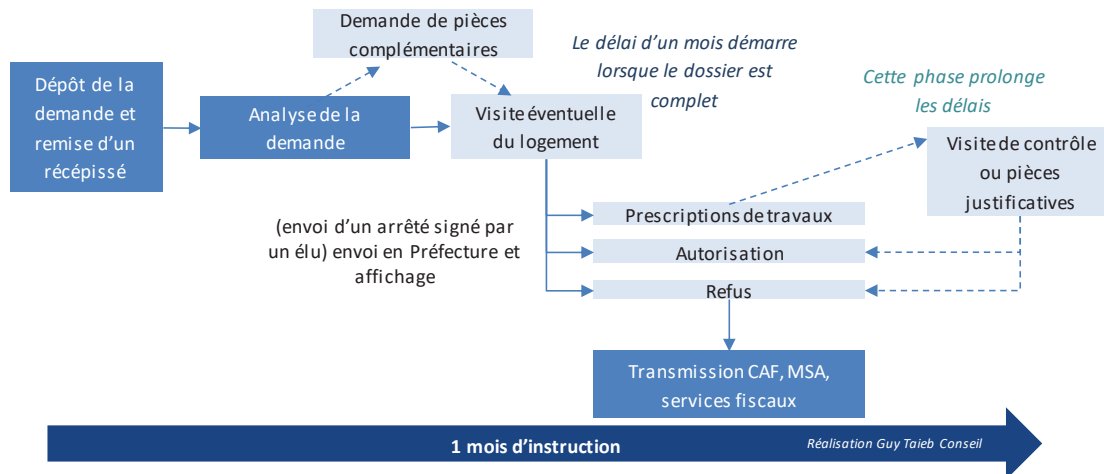 Demande de pièces
complémentaires
Le délai d'un mois démarre
lorsque le dossier est
complet
Cette phase prolonge
les délais
Dépôt de la
demande et
remise d'un
récépissé
Analyse de la
demande
Visite éventuelle
du logement
Visite de contrôle
ou pièces
justificatives
(envoi d'un arrêté signé par
un élu) envoi en Préfecture et
affichage
Prescriptions de travaux
Autorisation
Refus
Transmission CAF, MSA,
services fiscaux
1 mois d'instruction
Réalisation Guy Taieb Conseil